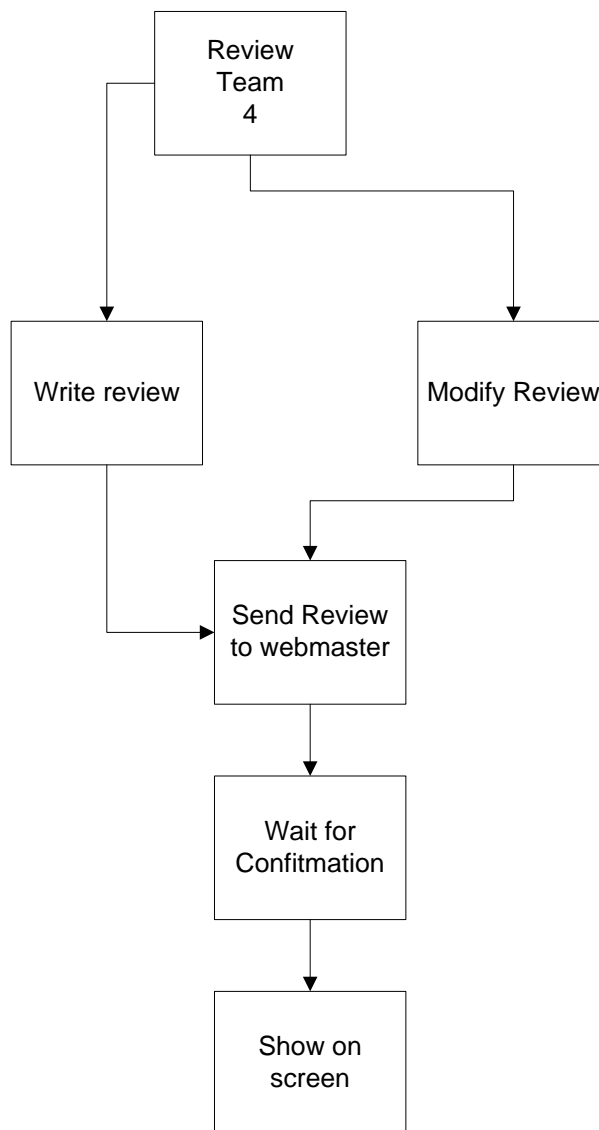 Review
Team
4
Write review
Modify Review
Send Review
to webmaster
Wait for
Confitmation
Show on
screen